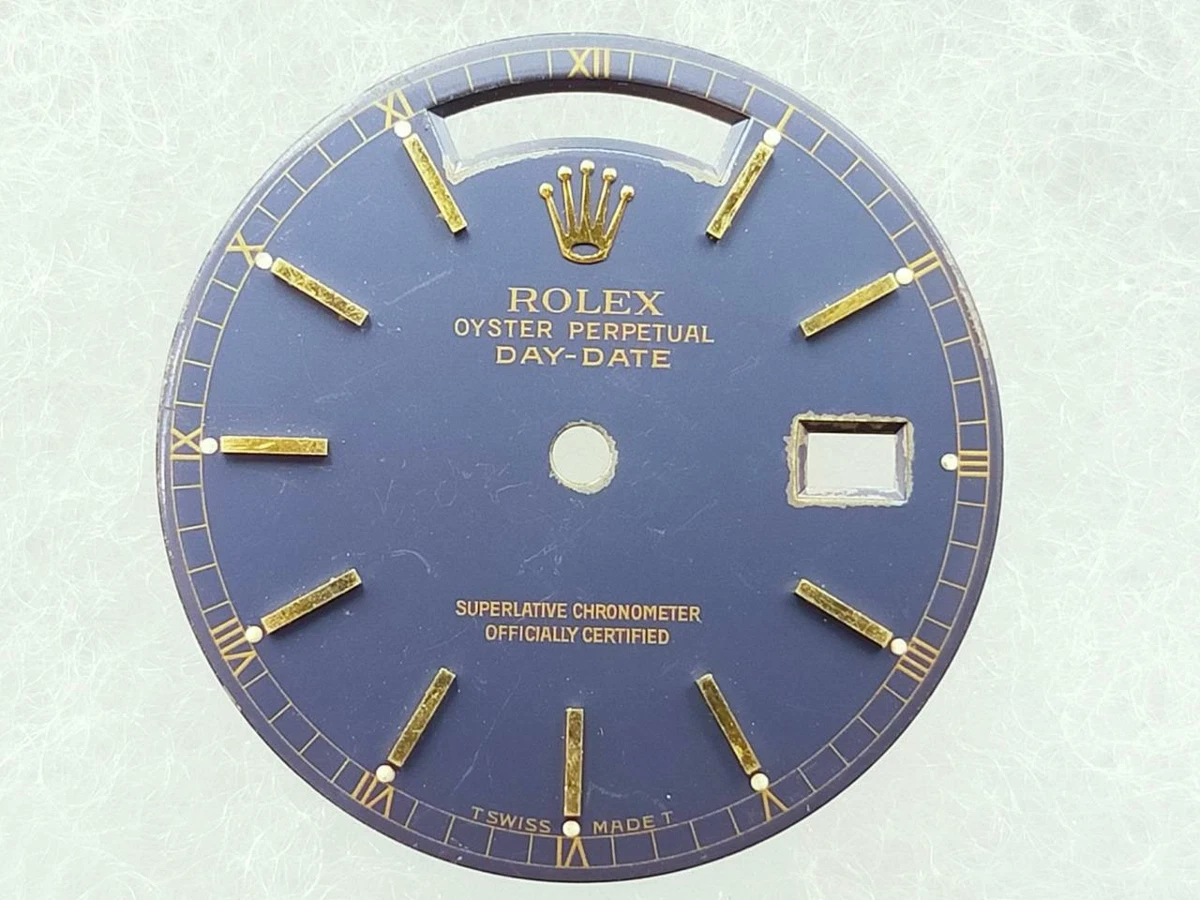 XII
I
II
III
IIII
V
VI
VII
VIII
IX
X
XI
ROLEX
OYSTER PERPETUAL
DAY-DATE
SUPERLATIVE CHRONOMETER
OFFICIALLY CERTIFIED
T SWISS MADE T